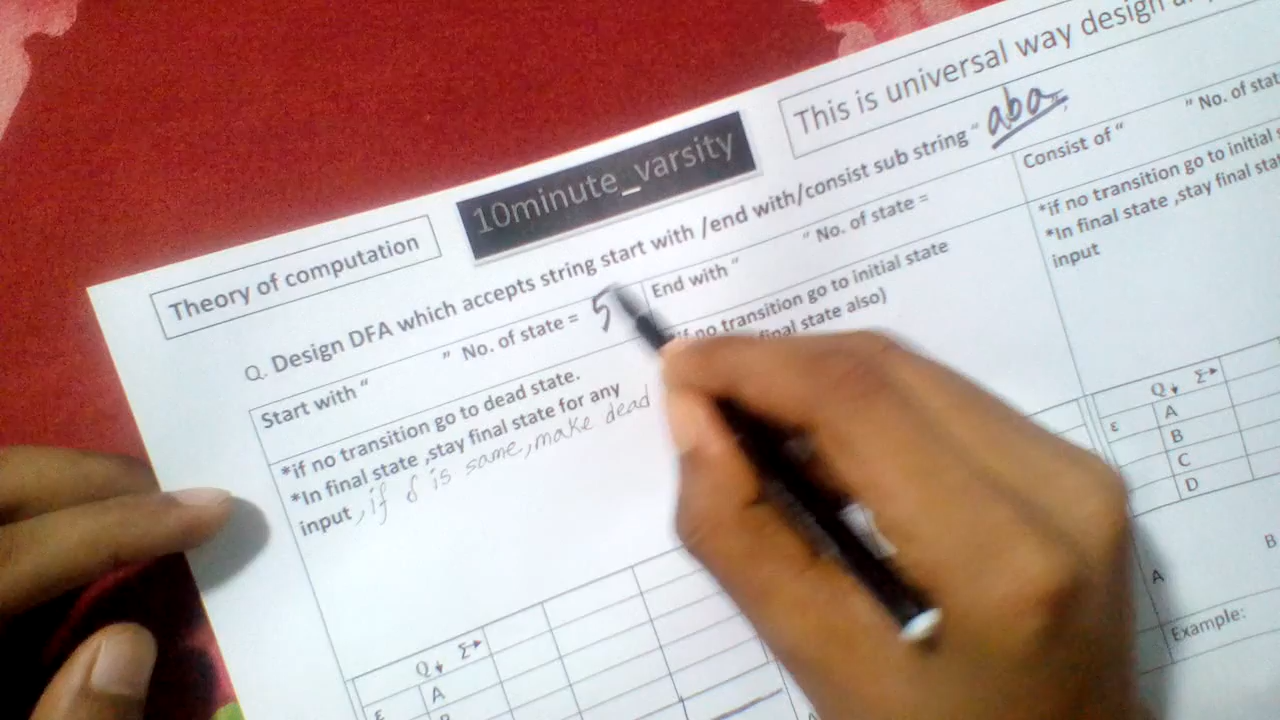 This is universal way design
10minute_varsity
Theory of computation
Q. Design DFA which accepts string start with /end with/consist sub string " aba "
Start with " " No. of state = 5
End with " " No. of state =
Consist of " " No. of
*if no transition go to dead state.
*In final state ,stay final state for any
input , if δ is same, make dead
if no transition go to initial state
final state also)
*if no transition go to initial
*In final state ,stay final
input
Q Σ
ε A
Q Σ
ε A
B
C
D
A
B
Example: